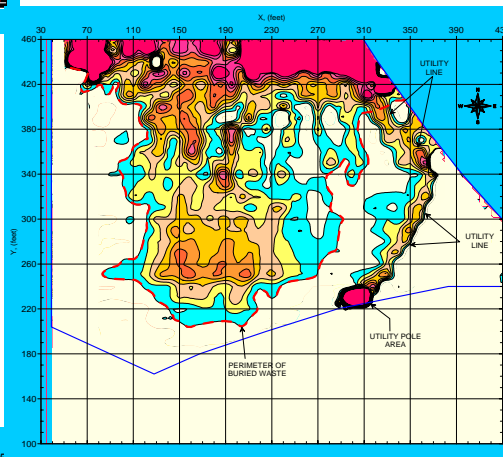 X, (feet)
30 70 110 150 190 230 270 310 350 390
460
420
380
340
300
260
220
180
140
100
Y, (feet)
UTILITY
LINE
N
W E
S
UTILITY
LINE
UTILITY POLE
AREA
PERIMETER OF
BURIED WASTE